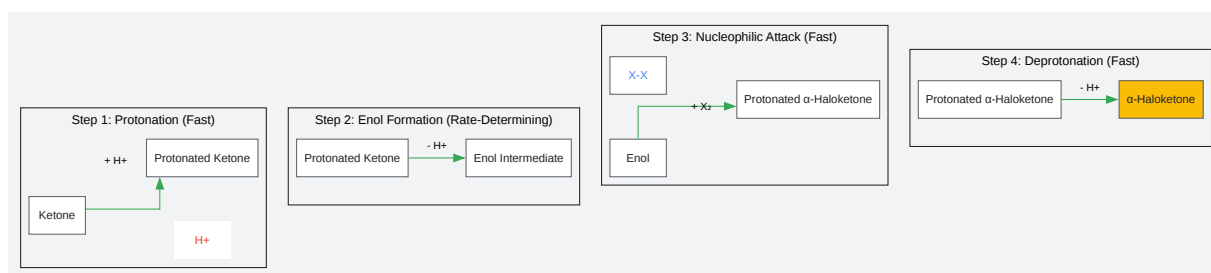 Step 1: Protonation (Fast)
+ H+
Protonated Ketone
Ketone
H+
Step 2: Enol Formation (Rate-Determining)
Protonated Ketone
- H+
Enol Intermediate
Step 3: Nucleophilic Attack (Fast)
X-X
Protonated α-Haloketone
+ X₂
Enol
Step 4: Deprotonation (Fast)
Protonated α-Haloketone
- H+
α-Haloketone